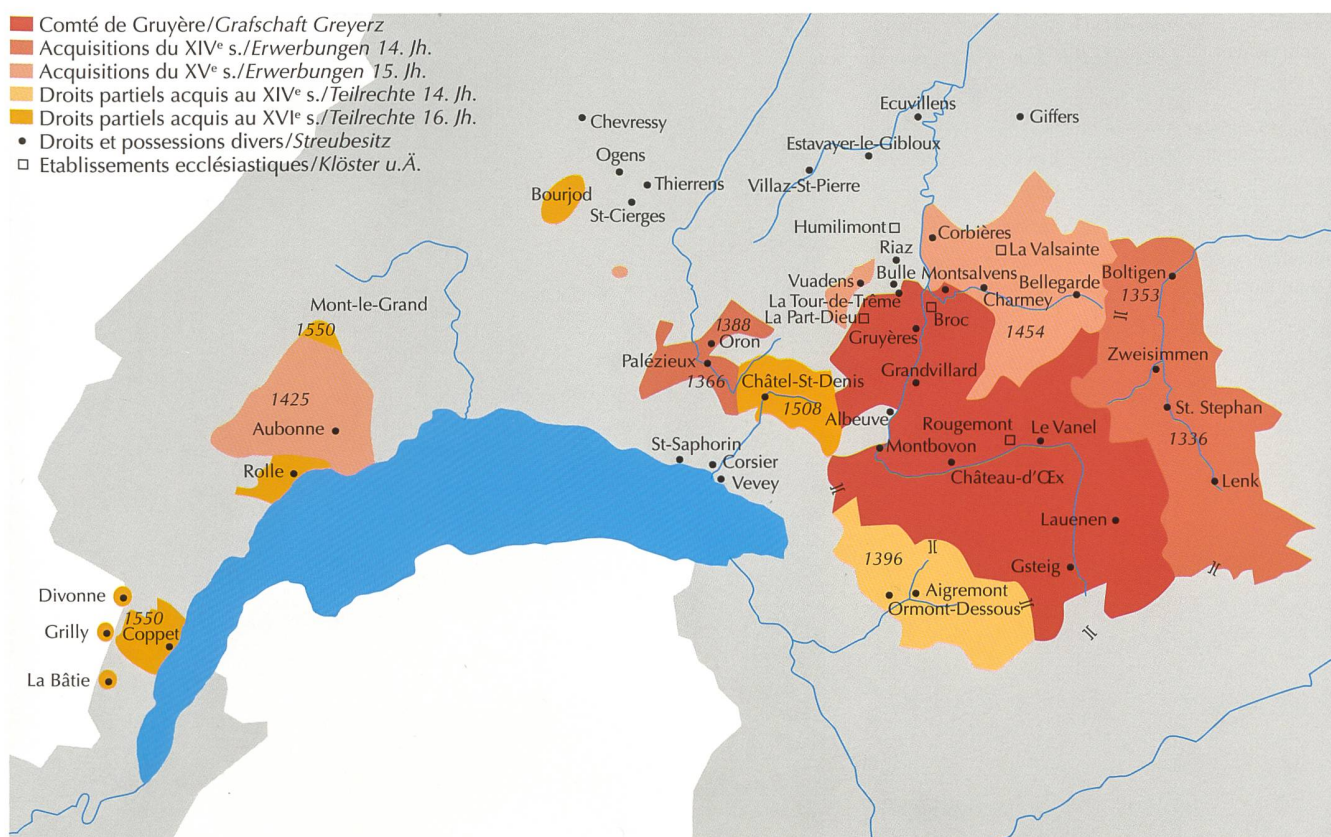 Comté de Gruyère/Grafschaft Greyerz
Acquisitions du XIVe s./Erwerbungen 14. Jh.
Acquisitions du XVe s./Erwerbungen 15. Jh.
Droits partiels acquis au XIVe s./Teilrechte 14. Jh.
Droits partiels acquis au XVIe s./Teilrechte 16. Jh.
Droits et possessions divers/Streubesitz
Etablissements ecclésiastiques/Klöster u.Ä.
Ecuvillens
Giffers
Chevressy
Estavayer-le-Gibloux
Ogens
Thierrens
Villaz-St-Pierre
Bourjod
St-Cierges
Humilimont
Corbières
Riaz
La Valsainte
Vuadens
Bulle
Montsalvens
Bellegarde
Boltigen
Charmey
1353
La Tour-de-Trême
La Part-Dieu
Broc
Mont-le-Grand
1550
1388
Oron
Gruyères
1454
Palézieux
1366
Zweisimmen
Grandvillard
Châtel-St-Denis
1508
1425
Aubonne
Albeuve
St. Stephan
Rougemont
Le Vanel
1336
St-Saphorin
Montbovon
Rolle
Corsier
Château-d'Œx
Vevey
Lenk
Lauenen
1396
Gsteig
Aigremont
Ormont-Dessous
Divonne
1550
Grilly
Coppet
La Bâtie